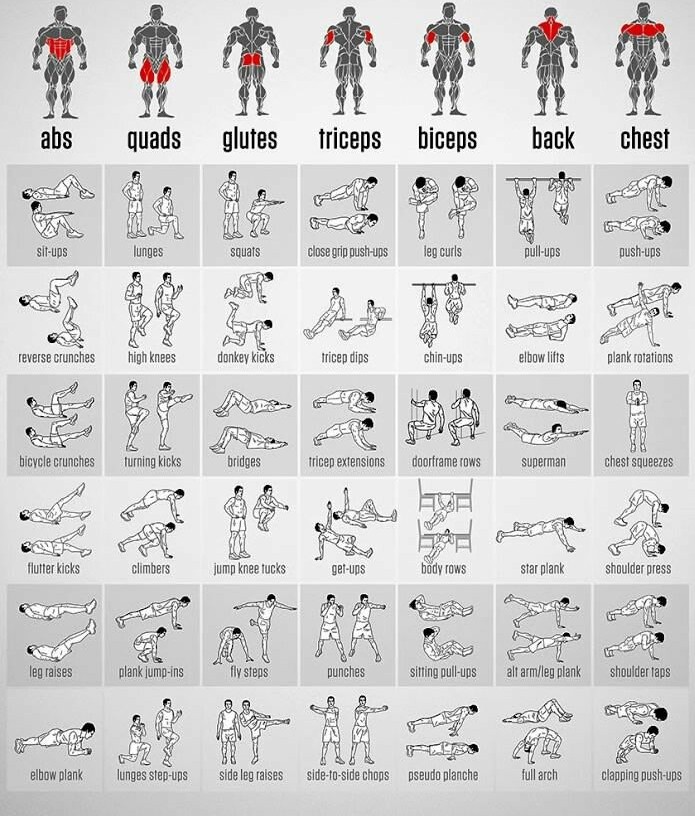 abs quads glutes triceps biceps back chest
sit-ups lunges squats close grip push-ups leg curls pull-ups push-ups
reverse crunches high knees donkey kicks tricep dips chin-ups elbow lifts plank rotations
bicycle crunches turning kicks bridges tricep extensions doorframe rows superman chest squeezes
flutter kicks climbers jump knee tucks get-ups body rows star plank shoulder press
leg raises plank jump-ins fly steps punches sitting pull-ups alt arm/leg plank shoulder taps
elbow plank lunges step-ups side leg raises side-to-side chops pseudo planche full arch clapping push-ups